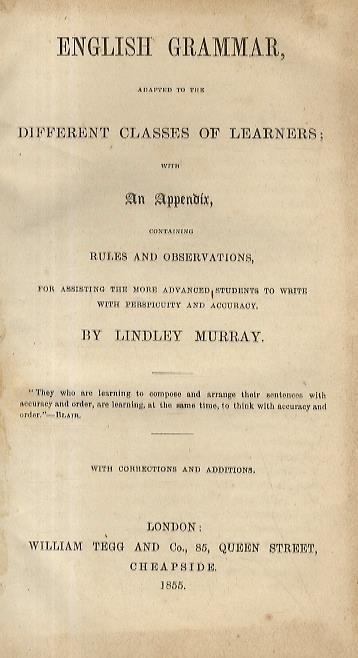 ENGLISH GRAMMAR,
ADAPTED TO THE
DIFFERENT CLASSES OF LEARNERS;
WITH
An Appendix,
CONTAINING
RULES AND OBSERVATIONS,
FOR ASSISTING THE MORE ADVANCED STUDENTS TO WRITE
WITH PERSPICUITY AND ACCURACY.
BY LINDLEY MURRAY.
"They who are learning to compose and arrange their sentences with
accuracy and order, are learning, at the same time, to think with accuracy and
order."—BLAIR.
WITH CORRECTIONS AND ADDITIONS.
LONDON:
WILLIAM TEGG AND Co., 85, QUEEN STREET,
CHEAPSIDE.
1855.